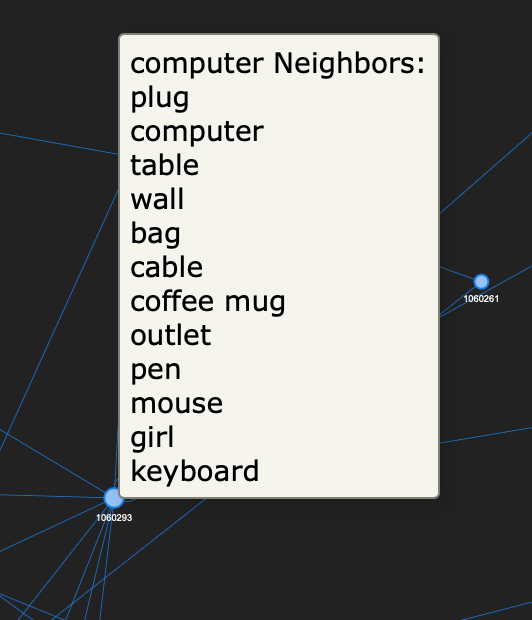 computer Neighbors:
plug
computer
table
wall
bag
cable
coffee mug
outlet
pen
mouse
girl
keyboard
1060261
1060293